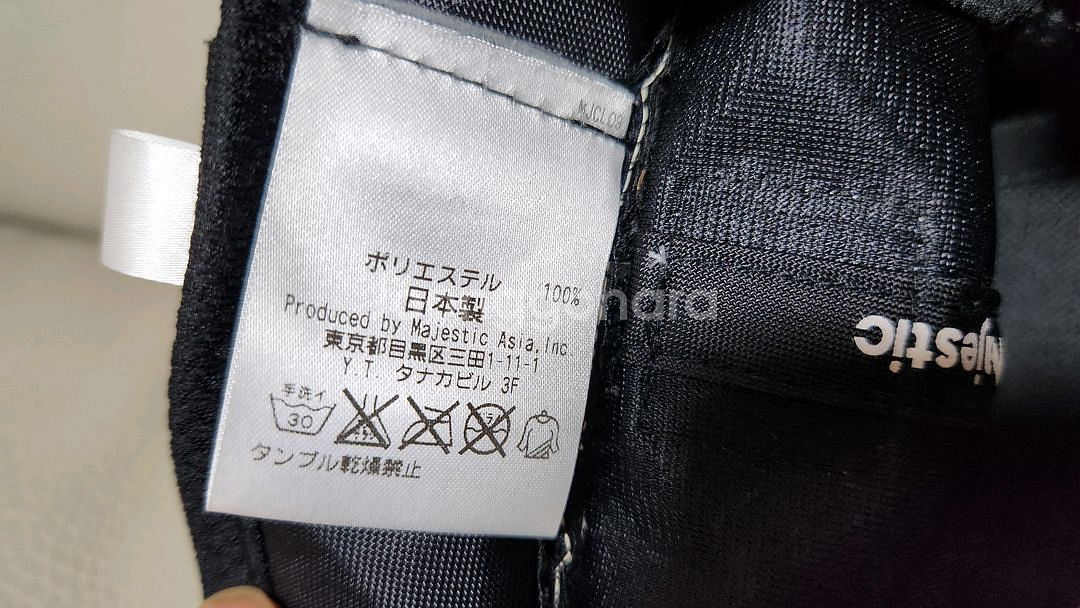 MJCL09
ポリエステル 100%
日本製
Produced by Majestic Asia,Inc
東京都目黒区三田1-11-1
Y.T. タナカビル 3F
手洗イ
30
タンブル乾燥禁止
Majestic